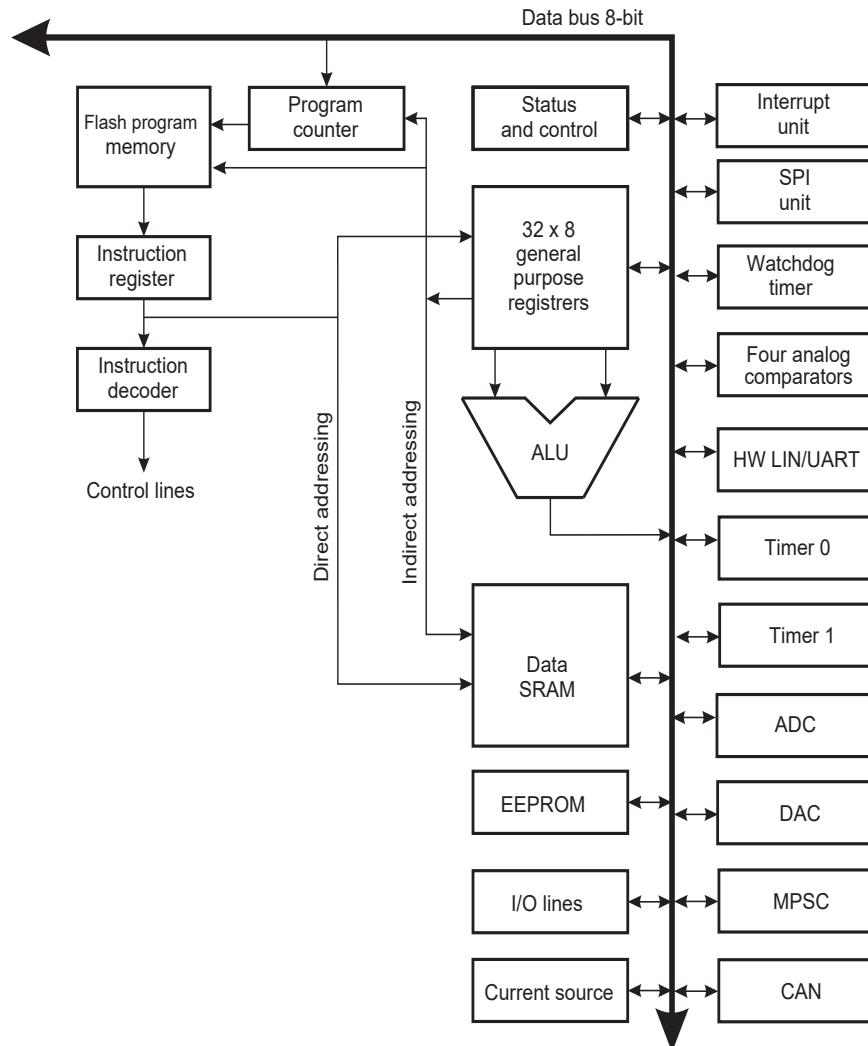 Data bus 8-bit
Flash program
memory
Program
counter
Status
and control
Interrupt
unit
SPI
unit
32 x 8
general
purpose
registrers
Instruction
register
Watchdog
timer
Instruction
decoder
Four analog
comparators
Direct addressing
Indirect addressing
ALU
HW LIN/UART
Control lines
Timer 0
Data
SRAM
Timer 1
ADC
EEPROM
DAC
I/O lines
MPSC
Current source
CAN